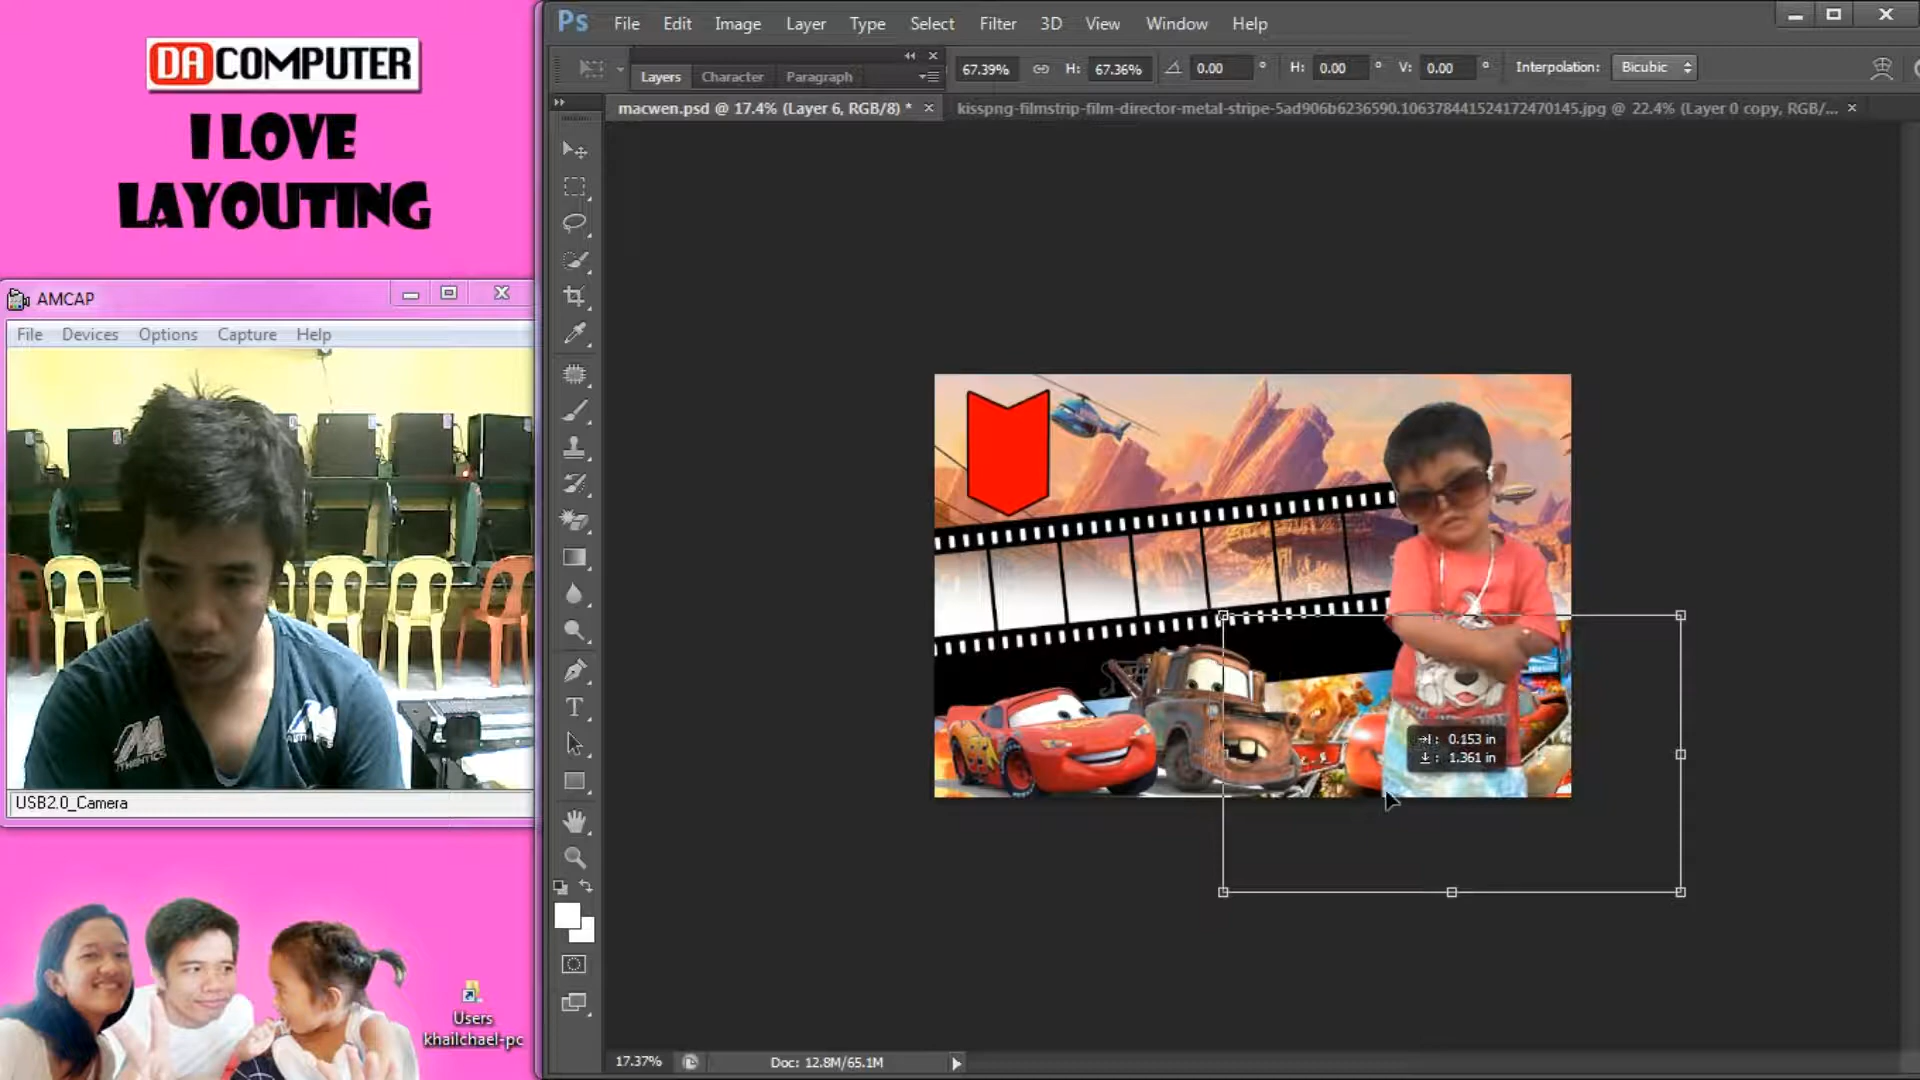 DA COMPUTER
I LOVE
LAYOUTING
AMCAP
File Devices Options Capture Help
USB2.0_Camera
Users
khailchael-pc
Ps File Edit Image Layer Type Select Filter 3D View Window Help
Layers Character Paragraph
67.39% H: 67.36% 0.00 ° H: 0.00 ° V: 0.00 ° Interpolation: Bicubic
macwen.psd @ 17.4% (Layer 6, RGB/8) * ×
kisspng-filmstrip-film-director-metal-stripe-5ad906b6236590.106378441524172470145.jpg @ 22.4% (Layer 0 copy, RGB/... ×
→: 0.153 in
↓: 1.361 in
17.37% Doc: 12.8M/65.1M